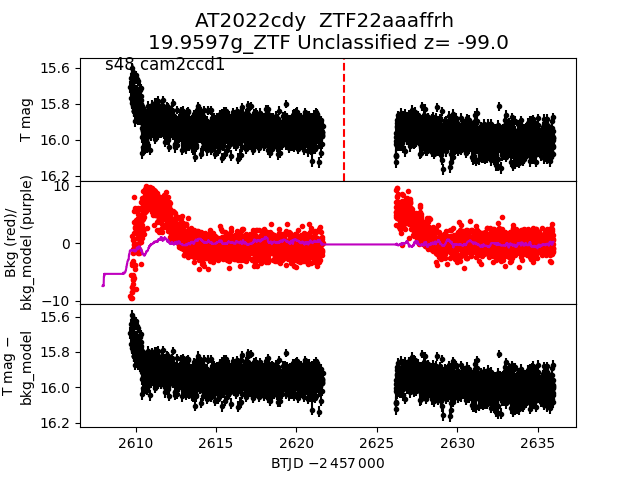 AT2022cdy  ZTF22aaaffrh
19.9597g_ZTF Unclassified z= -99.0
s48 cam2ccd1
T mag
15.6
15.8
16.0
16.2
Bkg (red)/
bkg_model (purple)
10
0
−10
T mag −
bkg_model
15.6
15.8
16.0
16.2
2610
2615
2620
2625
2630
2635
BTJD −2 457 000